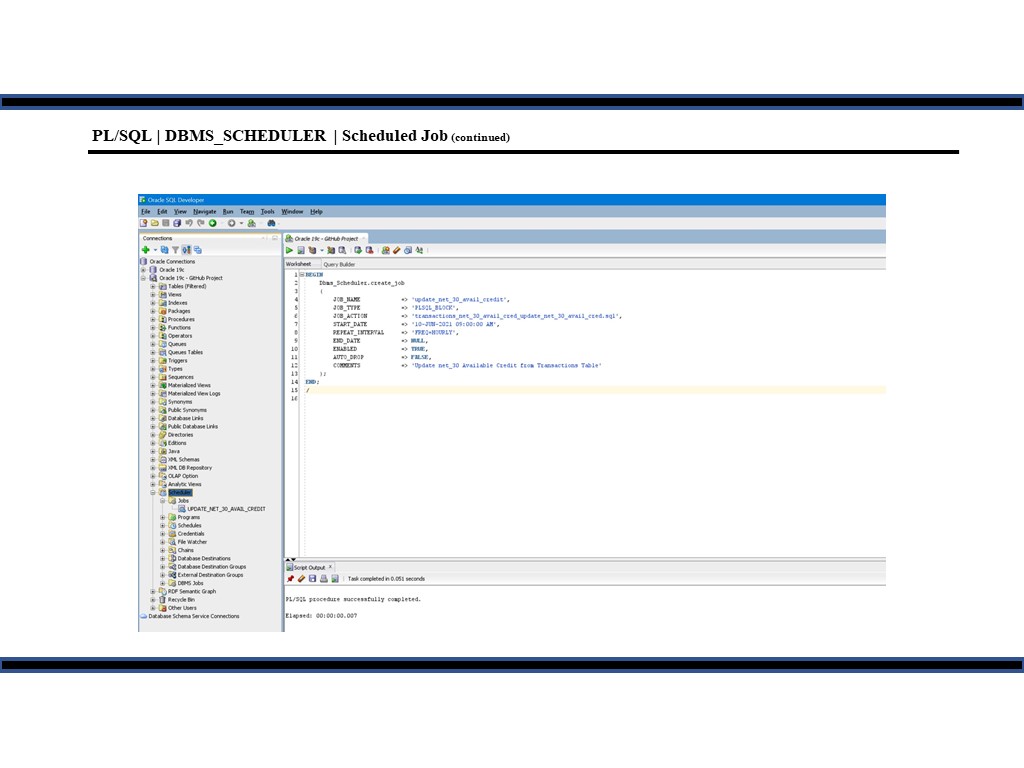 PL/SQL | DBMS_SCHEDULER | Scheduled Job (continued)
Oracle SQL Developer
File Edit View Navigate Run Team Tools Window Help
Connections
Oracle Connections
Oracle 19c
Oracle 19c - GitHub Project
Tables (Filtered)
Views
Indexes
Packages
Procedures
Functions
Operators
Queues
Queues Tables
Triggers
Types
Sequences
Materialized Views
Materialized View Logs
Synonyms
Public Synonyms
Database Links
Public Database Links
Directories
Editions
Java
XML Schemas
XML DB Repository
OLAP Option
Analytic Views
Scheduler
Jobs
UPDATE_NET_30_AVAIL_CREDIT
Programs
Schedules
Credentials
File Watcher
Chains
Database Destinations
Database Destination Groups
External Destination Groups
DBMS Jobs
RDF Semantic Graph
Recycle Bin
Other Users
Database Schema Service Connections
Oracle 19c - GitHub Project
Worksheet Query Builder
1 BEGIN
2 Dbms_Scheduler.create_job
3 (
4 JOB_NAME => 'update_net_30_avail_credit',
5 JOB_TYPE => 'PLSQL_BLOCK',
6 JOB_ACTION => 'transactions_net_30_avail_cred_update_net_30_avail_cred.sql',
7 START_DATE => '10-JUN-2021 09:00:00 AM',
8 REPEAT_INTERVAL => 'FREQ=HOURLY',
9 END_DATE => NULL,
10 ENABLED => TRUE,
11 AUTO_DROP => FALSE,
12 COMMENTS => 'Update net_30 Available Credit from Transactions Table'
13 );
14 END;
15 /
16
Script Output x
Task completed in 0.051 seconds
PL/SQL procedure successfully completed.
Elapsed: 00:00:00.007